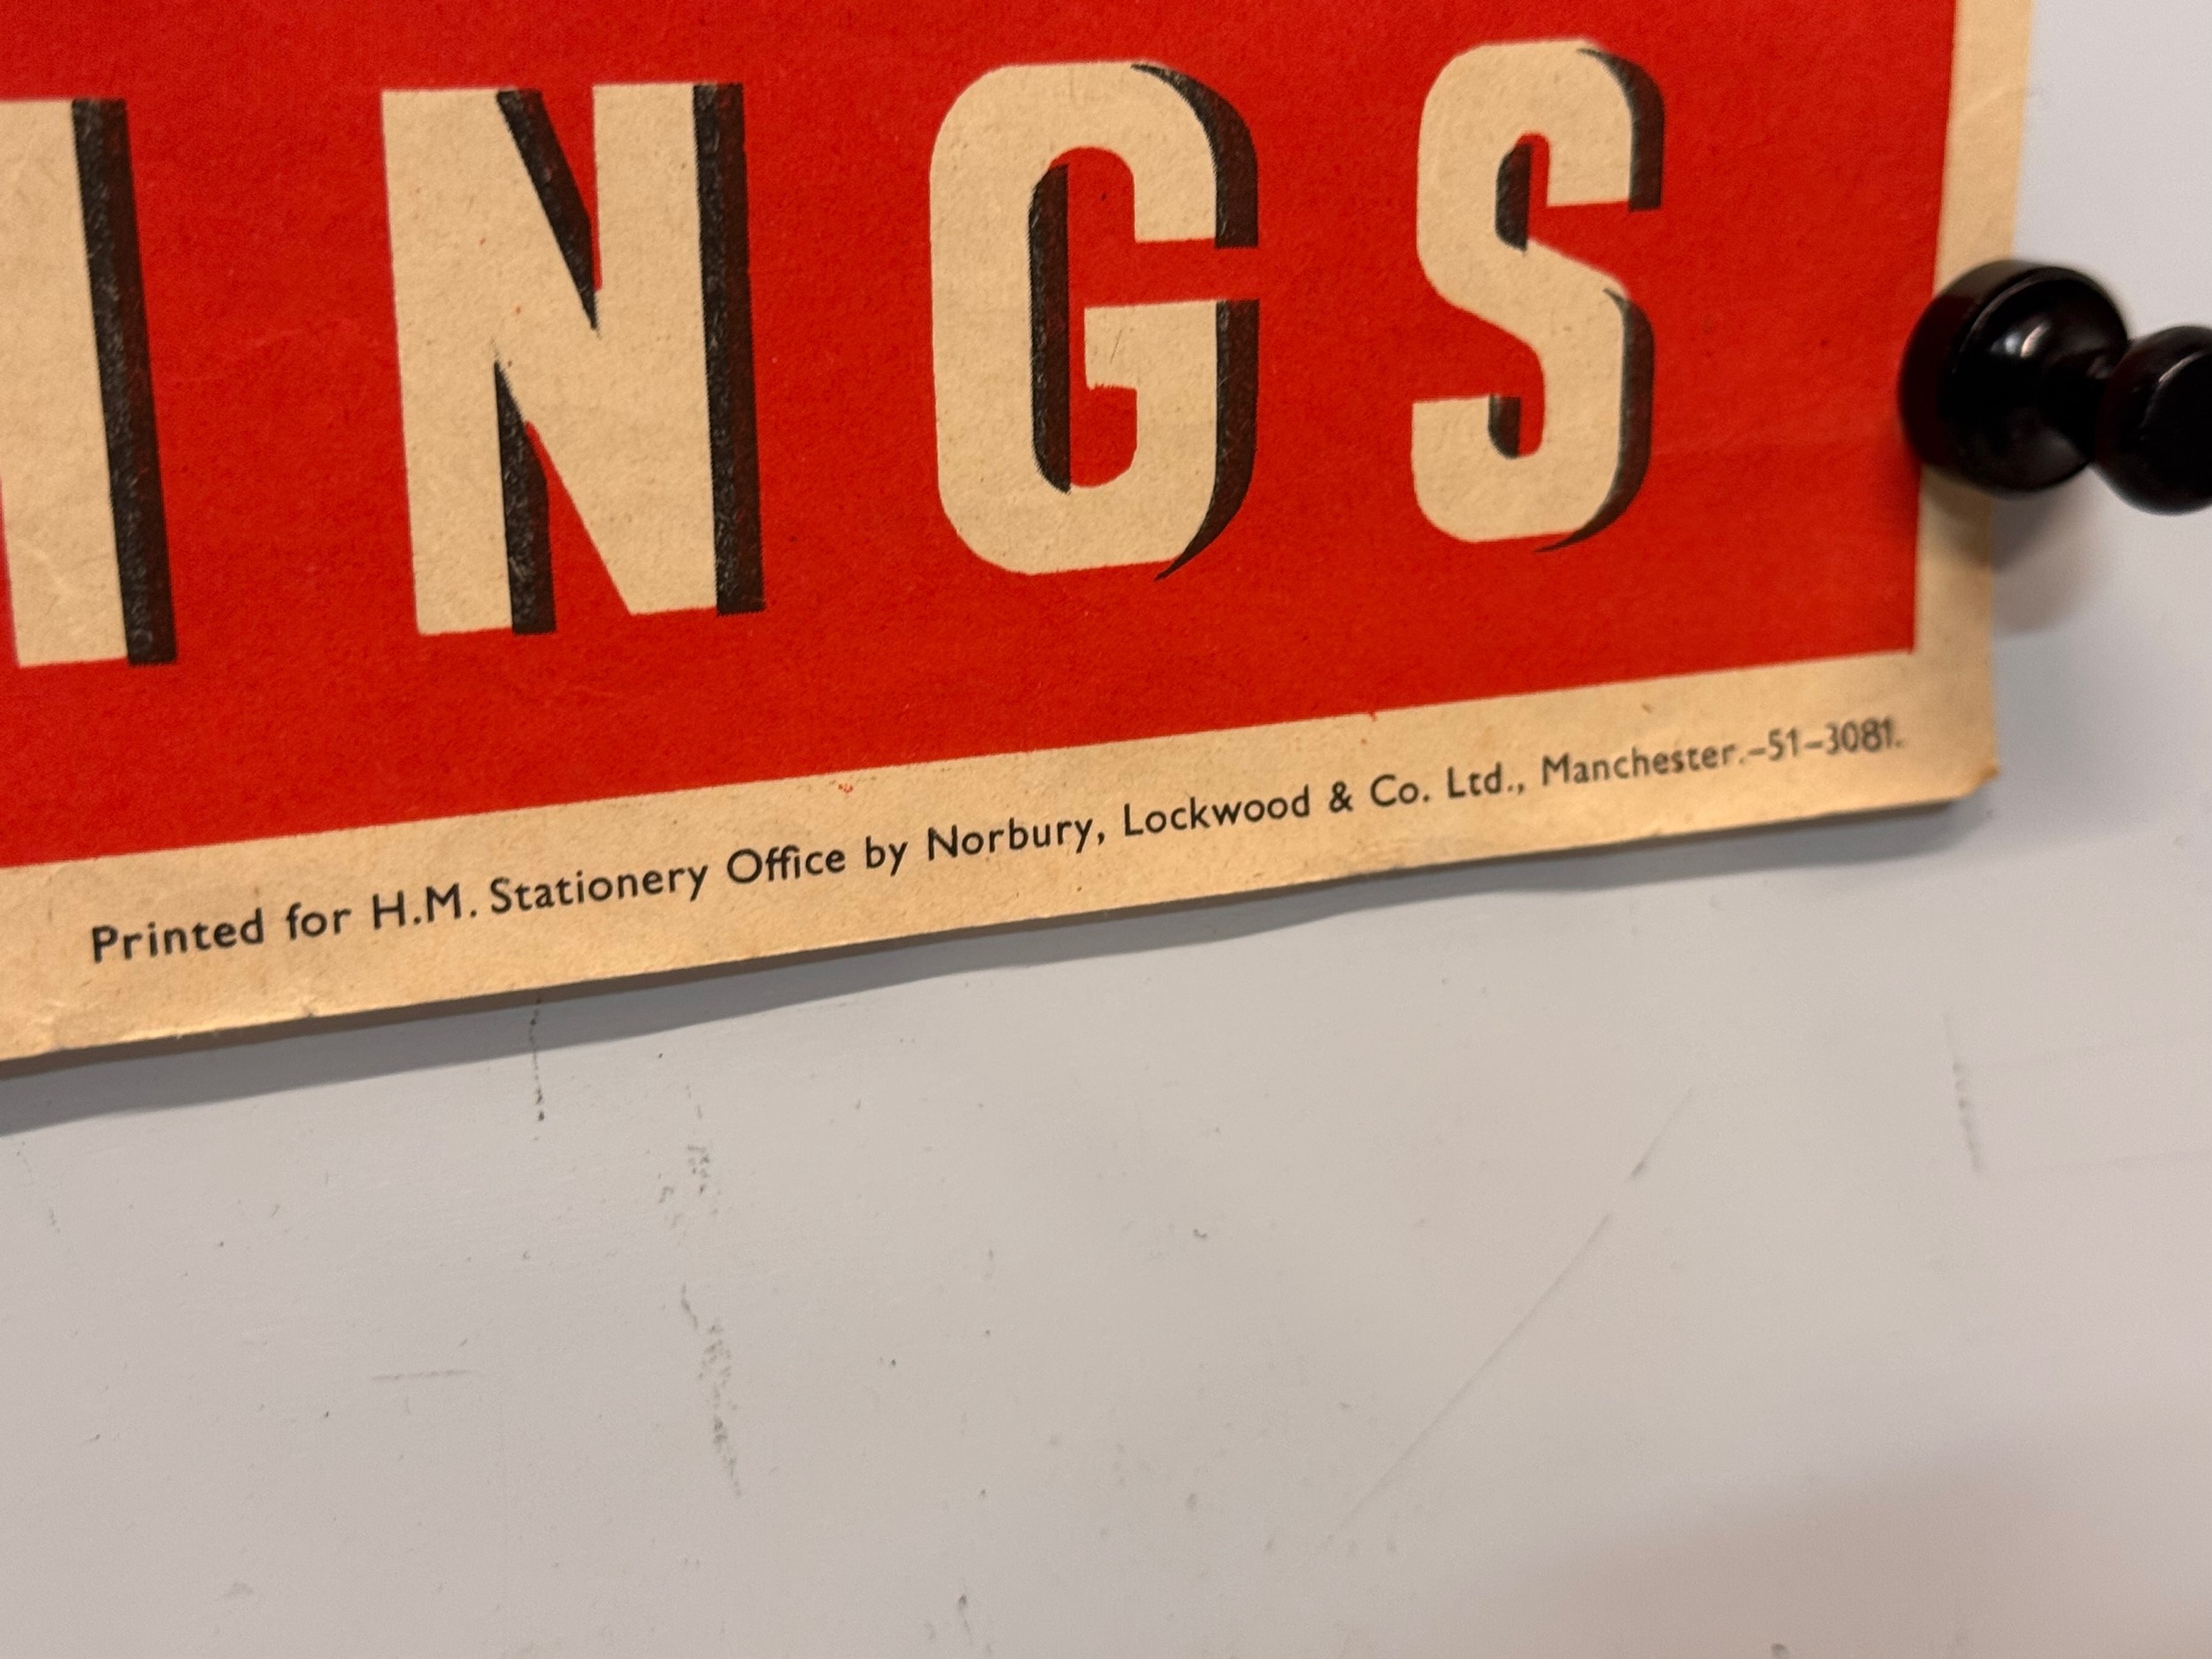 INGS
Printed for H.M. Stationery Office by Norbury, Lockwood & Co. Ltd., Manchester.–51–3081.